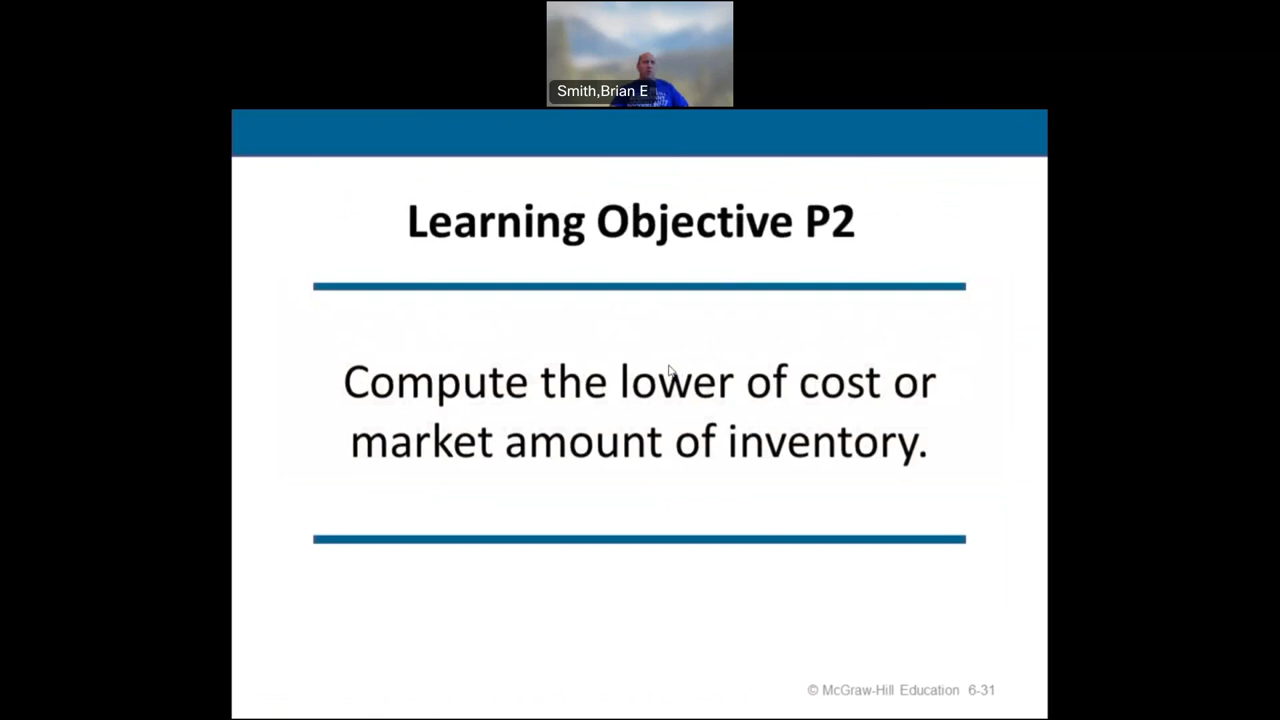 Smith,Brian E
Learning Objective P2
Compute the lower of cost or
market amount of inventory.
© McGraw-Hill Education 6-31